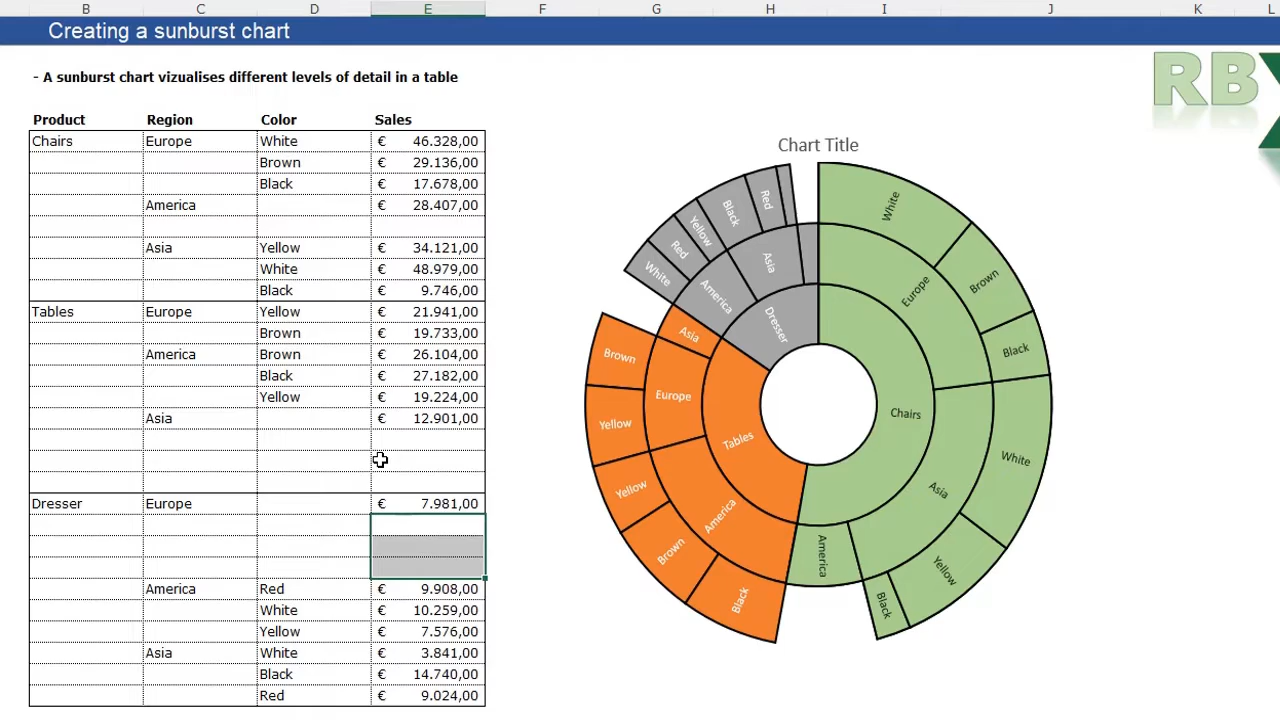 B C D E F G H I J K L
Creating a sunburst chart
- A sunburst chart vizualises different levels of detail in a table
RBX
Product Region Color Sales
Chairs Europe White € 46.328,00
Brown € 29.136,00
Black € 17.678,00
America € 28.407,00
Asia Yellow € 34.121,00
White € 48.979,00
Black € 9.746,00
Tables Europe Yellow € 21.941,00
Brown € 19.733,00
America Brown € 26.104,00
Black € 27.182,00
Yellow € 19.224,00
Asia € 12.901,00
Dresser Europe € 7.981,00
America Red € 9.908,00
White € 10.259,00
Yellow € 7.576,00
Asia White € 3.841,00
Black € 14.740,00
Red € 9.024,00
Chart Title
White
Brown
Black
Europe
Chairs
White
Asia
Yellow
Black
America
Tables
America
Black
Brown
Yellow
Europe
Yellow
Brown
Asia
Dresser
America
White
Red
Yellow
Asia
Black
Red